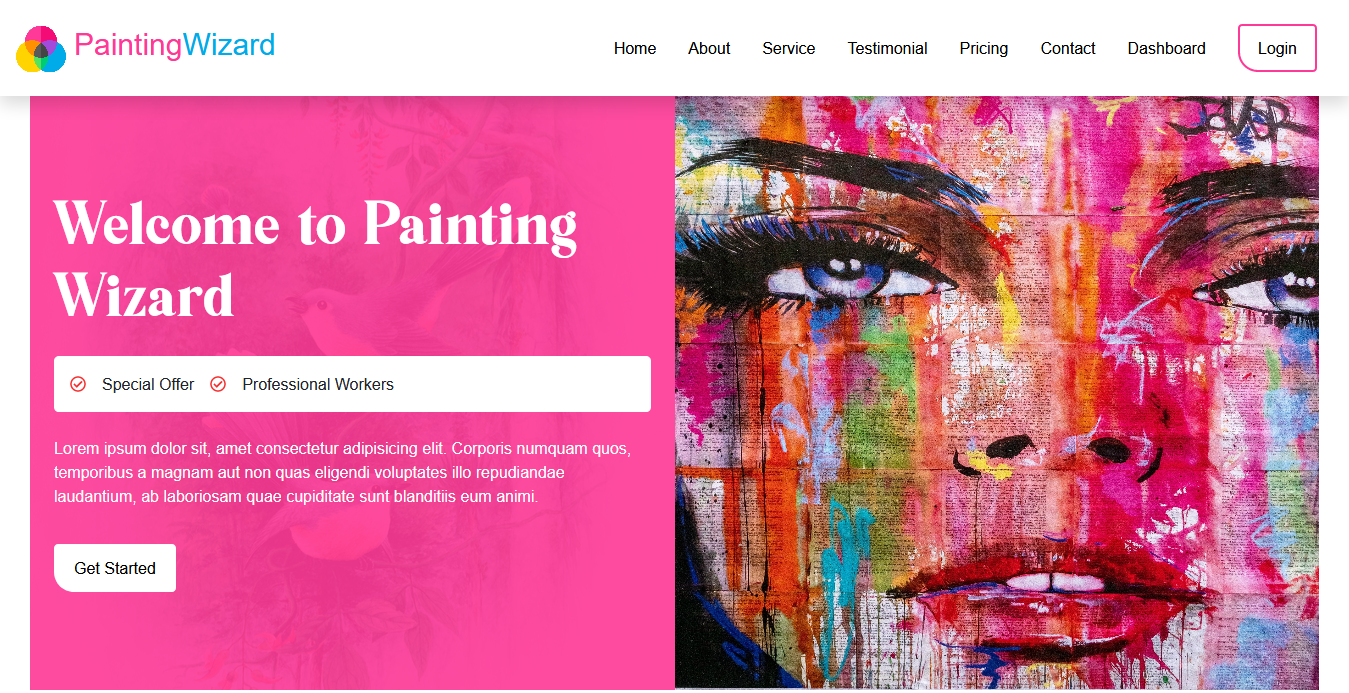 PaintingWizard
Home About Service Testimonial Pricing Contact Dashboard Login
Welcome to Painting
Wizard
Special Offer Professional Workers
Lorem ipsum dolor sit, amet consectetur adipisicing elit. Corporis numquam quos,
temporibus a magnam aut non quas eligendi voluptates illo repudiandae
laudantium, ab laboriosam quae cupiditate sunt blanditiis eum animi.
Get Started